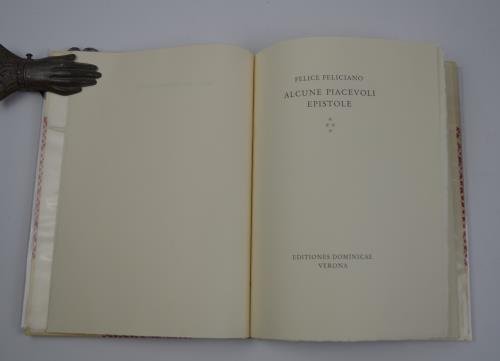 FELICE FELICIANO
ALCUNE PIACEVOLI
EPISTOLE
EDITIONES DOMINICAE
VERONA